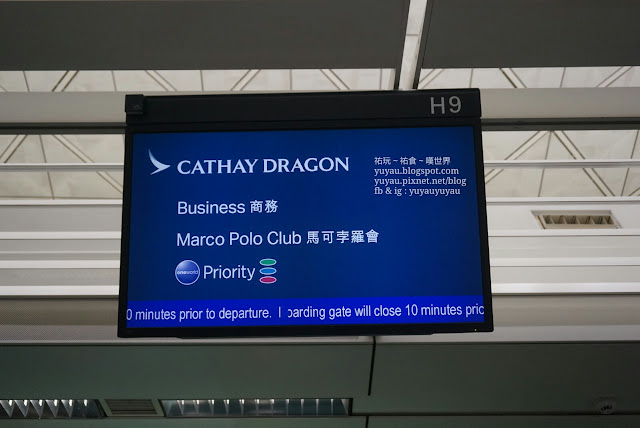 H9
CATHAY DRAGON
祐玩 ~ 祐食 ~ 嘆世界
yuyau.blogspot.com
yuyau.pixnet.net/blog
fb & ig : yuyauyuyau
Business 商務
Marco Polo Club 馬可孛羅會
oneworld Priority
0 minutes prior to departure. I oarding gate will close 10 minutes pric